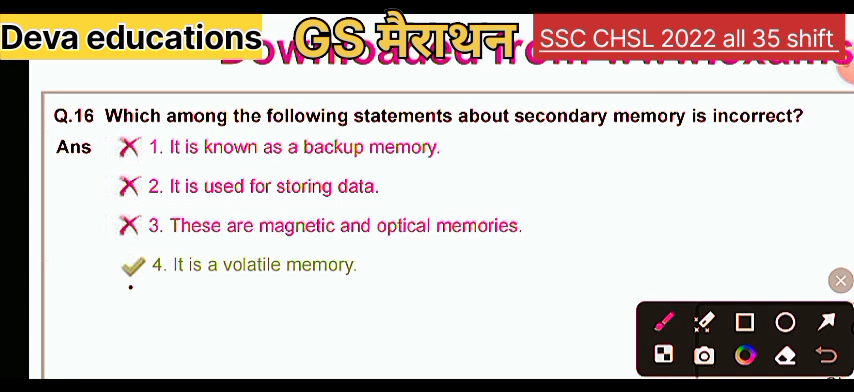 Deva educations GS मैराथन SSC CHSL 2022 all 35 shift
Q.16 Which among the following statements about secondary memory is incorrect?
Ans 1. It is known as a backup memory.
2. It is used for storing data.
3. These are magnetic and optical memories.
4. It is a volatile memory.